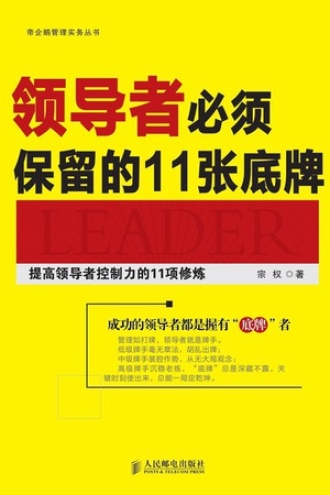 帝企鹅管理实务丛书
领导者必须
保留的11张底牌
LEADER
提高领导者控制力的11项修炼
宗 权 ◎著
成功的领导者都是握有“底牌”者
管理如打牌，领导者就是牌手。
低级牌手毫无章法，胡乱出牌；
中级牌手装腔作势，从无大局观念；
高级牌手沉稳老练，“底牌”总是深藏不露，关
键时刻使出来，总能一局定乾坤。
人民邮电出版社
POSTS & TELECOM PRESS